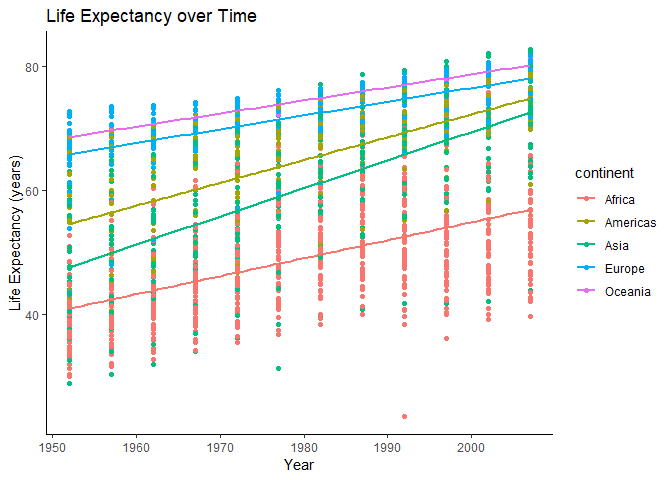 Life Expectancy over Time
Life Expectancy (years)
80
60
40
1950
1960
1970
1980
1990
2000
Year
continent
Africa
Americas
Asia
Europe
Oceania